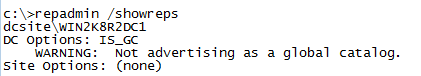 c:\>repadmin /showreps
dcsite\WIN2K8R2DC1
DC Options: IS_GC
WARNING: Not advertising as a global catalog.
Site Options: (none)